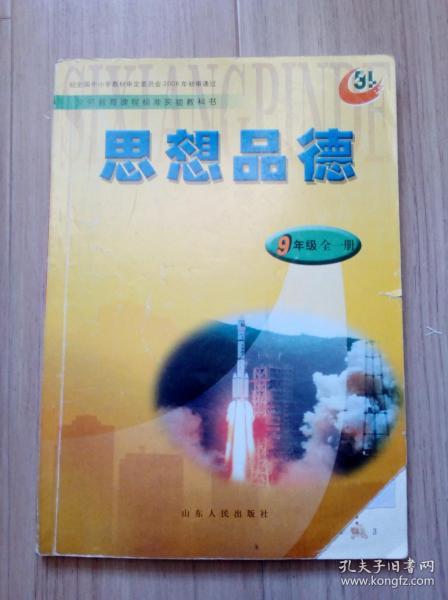 经全国中小学教材审定委员会2006年初审通过
义务教育课程标准实验教科书
SIXIANGPINDE
思想品德
9年级 全一册
山东人民出版社
孔夫子旧书网
www.kongfz.com